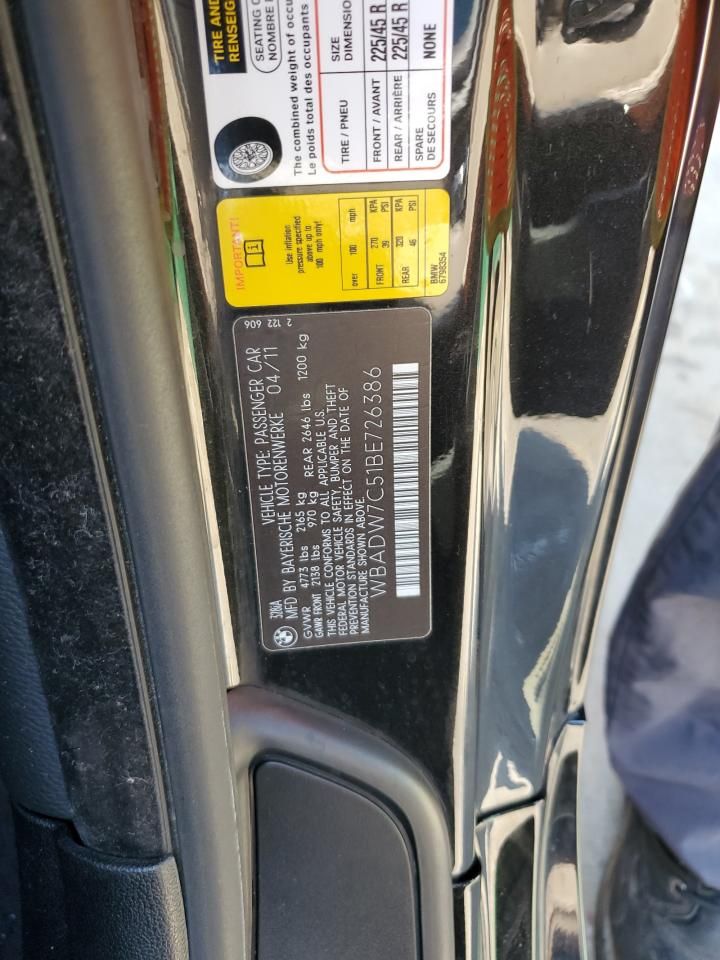 TIRE AND
RENSEIG
SEATING C
NOMBRE
The combined weight of occu
Le poids total des occupants
TIRE / PNEU
SIZE
DIMENSIO
FRONT / AVANT
225/45 R
REAR / ARRIÈRE
225/45 R
SPARE
DE SECOURS
NONE
IMPORTANT!
Use inflation
pressure specified
above up to
100 mph only!
over 100 mph
FRONT 270 KPA
39 PSI
REAR 320 KPA
46 PSI
BMW
6798354
378GA
VEHICLE TYPE: PASSENGER CAR
2 122 606
MFD BY BAYERISCHE MOTORENWERKE 04/11
GVWR 4773 lbs 2165 kg
GAWR FRONT 2138 lbs 970 kg REAR 2646 lbs 1200 kg
THIS VEHICLE CONFORMS TO ALL APPLICABLE U.S.
FEDERAL MOTOR VEHICLE SAFETY, BUMPER AND THEFT
PREVENTION STANDARDS IN EFFECT ON THE DATE OF
MANUFACTURE SHOWN ABOVE.
WBADW7C51BE726386